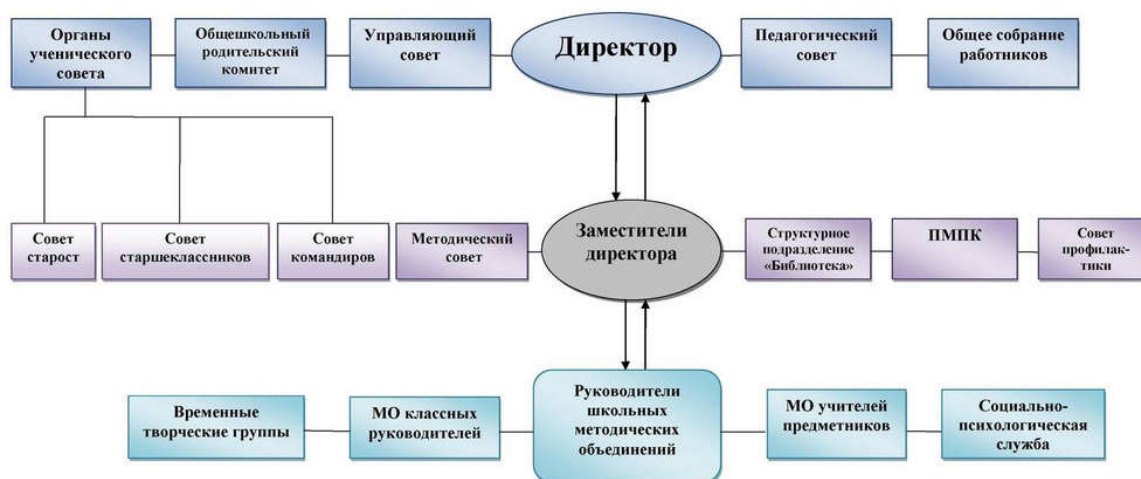 Органы
ученического
совета
Общешкольный
родительский
комитет
Управляющий
совет
Директор
Педагогический
совет
Общее собрание
работников
Совет
старост
Совет
старшеклассников
Совет
командиров
Методический
совет
Заместители
директора
Структурное
подразделение
«Библиотека»
ПМПК
Совет
профилак-
тики
Временные
творческие группы
МО классных
руководителей
Руководители
школьных
методических
объединений
МО учителей
предметников
Социально-
психологическая
служба